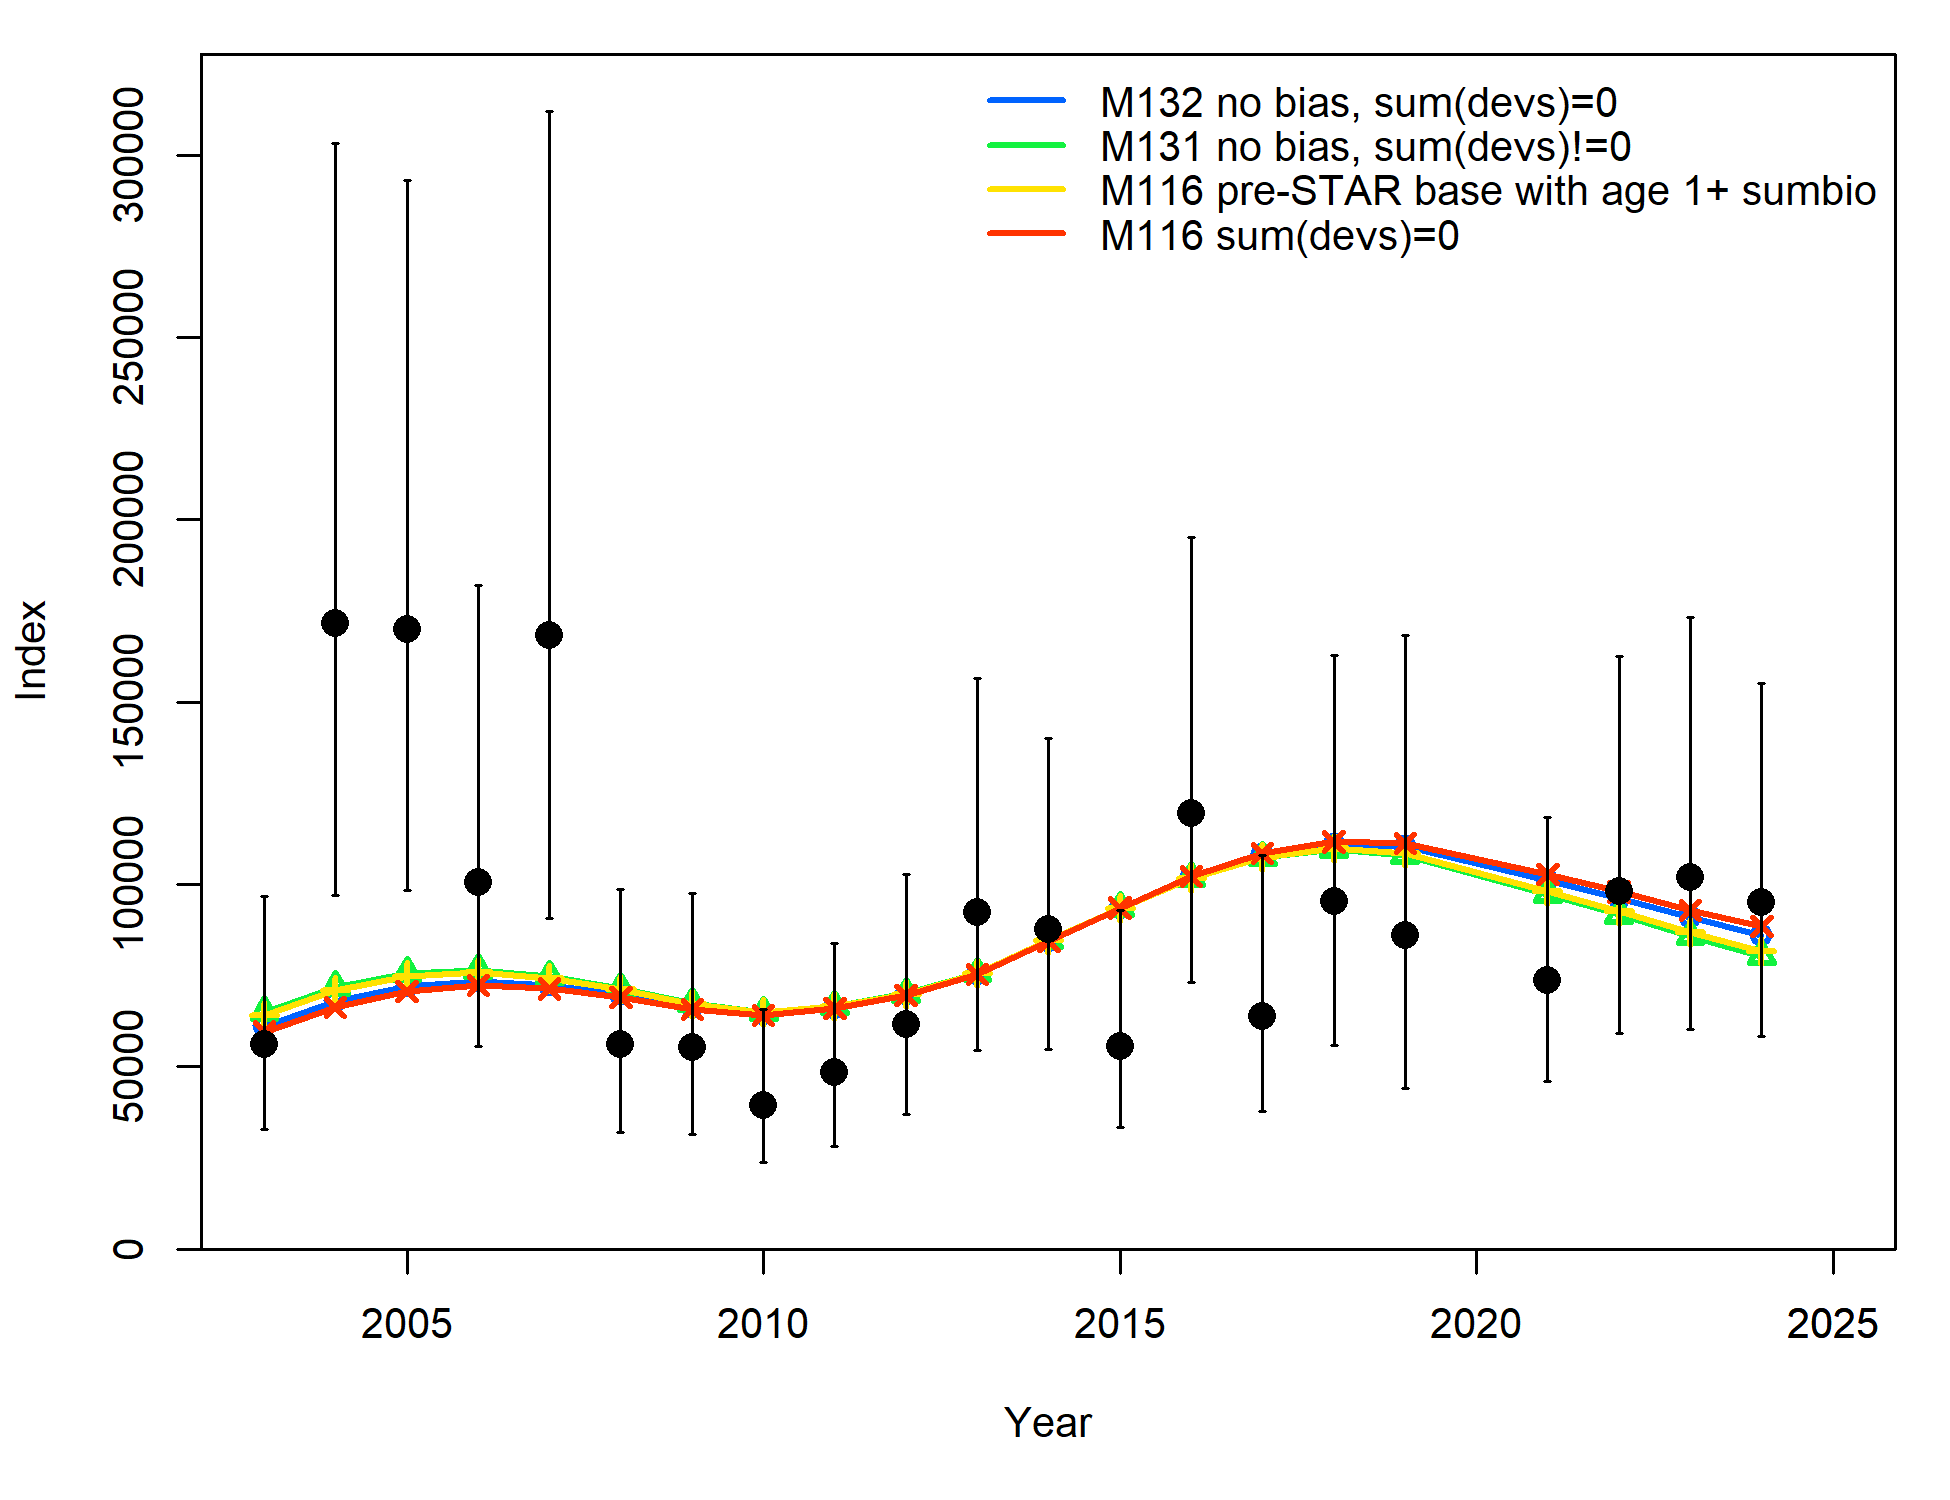 M132 no bias, sum(devs)=0
M131 no bias, sum(devs)!=0
M116 pre-STAR base with age 1+ sumbio
M116 sum(devs)=0
300000
250000
200000
150000
100000
50000
0
Index
2005 2010 2015 2020 2025
Year